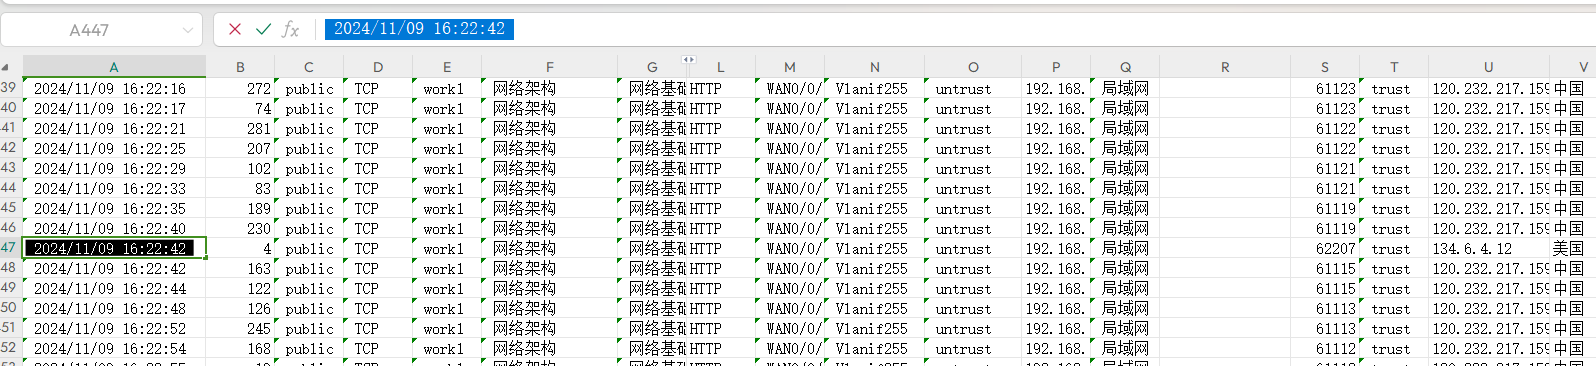 A447 fx 2024/11/09 16:22:42
A B C D E F G L M N O P Q R S T U V
39 2024/11/09 16:22:16 272 public TCP work1 网络架构 网络基础 HTTP WAN0/0/ Vlanif255 untrust 192.168. 局域网 61123 trust 120.232.217.159 中国
40 2024/11/09 16:22:17 74 public TCP work1 网络架构 网络基础 HTTP WAN0/0/ Vlanif255 untrust 192.168. 局域网 61123 trust 120.232.217.159 中国
41 2024/11/09 16:22:21 281 public TCP work1 网络架构 网络基础 HTTP WAN0/0/ Vlanif255 untrust 192.168. 局域网 61122 trust 120.232.217.159 中国
42 2024/11/09 16:22:25 207 public TCP work1 网络架构 网络基础 HTTP WAN0/0/ Vlanif255 untrust 192.168. 局域网 61122 trust 120.232.217.159 中国
43 2024/11/09 16:22:29 102 public TCP work1 网络架构 网络基础 HTTP WAN0/0/ Vlanif255 untrust 192.168. 局域网 61121 trust 120.232.217.159 中国
44 2024/11/09 16:22:33 83 public TCP work1 网络架构 网络基础 HTTP WAN0/0/ Vlanif255 untrust 192.168. 局域网 61121 trust 120.232.217.159 中国
45 2024/11/09 16:22:35 189 public TCP work1 网络架构 网络基础 HTTP WAN0/0/ Vlanif255 untrust 192.168. 局域网 61119 trust 120.232.217.159 中国
46 2024/11/09 16:22:40 230 public TCP work1 网络架构 网络基础 HTTP WAN0/0/ Vlanif255 untrust 192.168. 局域网 61119 trust 120.232.217.159 中国
47 2024/11/09 16:22:42 4 public TCP work1 网络架构 网络基础 HTTP WAN0/0/ Vlanif255 untrust 192.168. 局域网 62207 trust 134.6.4.12 美国
48 2024/11/09 16:22:42 163 public TCP work1 网络架构 网络基础 HTTP WAN0/0/ Vlanif255 untrust 192.168. 局域网 61115 trust 120.232.217.159 中国
49 2024/11/09 16:22:44 122 public TCP work1 网络架构 网络基础 HTTP WAN0/0/ Vlanif255 untrust 192.168. 局域网 61115 trust 120.232.217.159 中国
50 2024/11/09 16:22:48 126 public TCP work1 网络架构 网络基础 HTTP WAN0/0/ Vlanif255 untrust 192.168. 局域网 61113 trust 120.232.217.159 中国
51 2024/11/09 16:22:52 245 public TCP work1 网络架构 网络基础 HTTP WAN0/0/ Vlanif255 untrust 192.168. 局域网 61113 trust 120.232.217.159 中国
52 2024/11/09 16:22:54 168 public TCP work1 网络架构 网络基础 HTTP WAN0/0/ Vlanif255 untrust 192.168. 局域网 61112 trust 120.232.217.159 中国